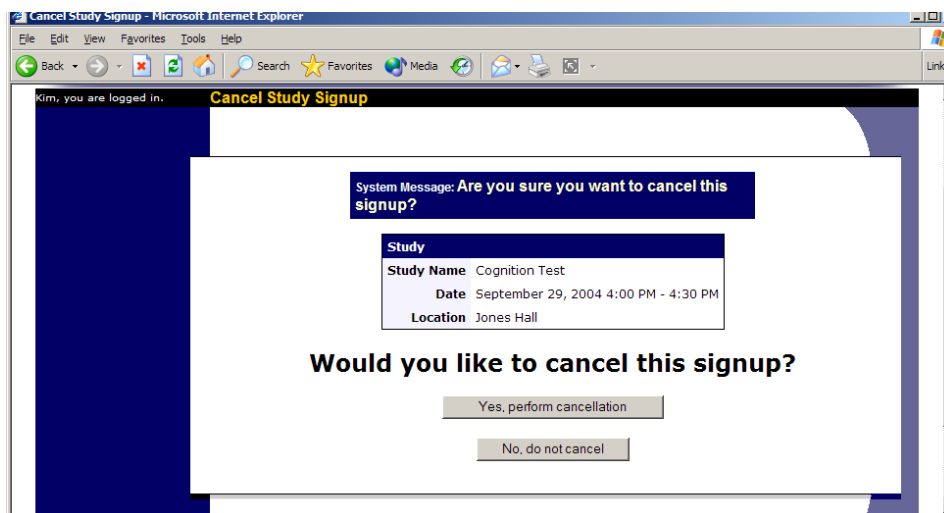 Cancel Study Signup - Microsoft Internet Explorer
File Edit View Favorites Tools Help
Back Search Favorites Media
Link
Kim, you are logged in. Cancel Study Signup
System Message: Are you sure you want to cancel this
signup?
Study
Study Name Cognition Test
Date September 29, 2004 4:00 PM - 4:30 PM
Location Jones Hall
Would you like to cancel this signup?
Yes, perform cancellation
No, do not cancel